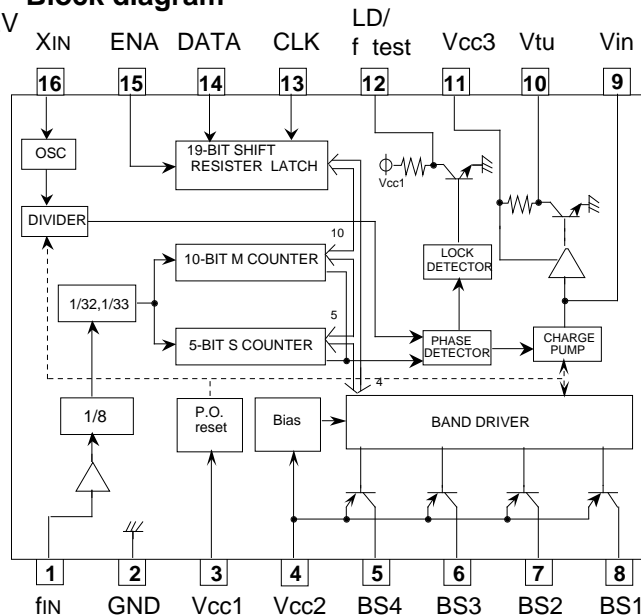 Block diagram
V
XIN ENA DATA CLK LD/ f test Vcc3 Vtu Vin
16 15 14 13 12 11 10 9
OSC
19-BIT SHIFT
RESISTER LATCH
Vcc1
DIVIDER
10
10-BIT M COUNTER
LOCK
DETECTOR
1/32,1/33
5
5-BIT S COUNTER
PHASE
DETECTOR
CHARGE
PUMP
4
1/8
P.O.
reset
Bias
BAND DRIVER
1 2 3 4 5 6 7 8
fIN GND Vcc1 Vcc2 BS4 BS3 BS2 BS1